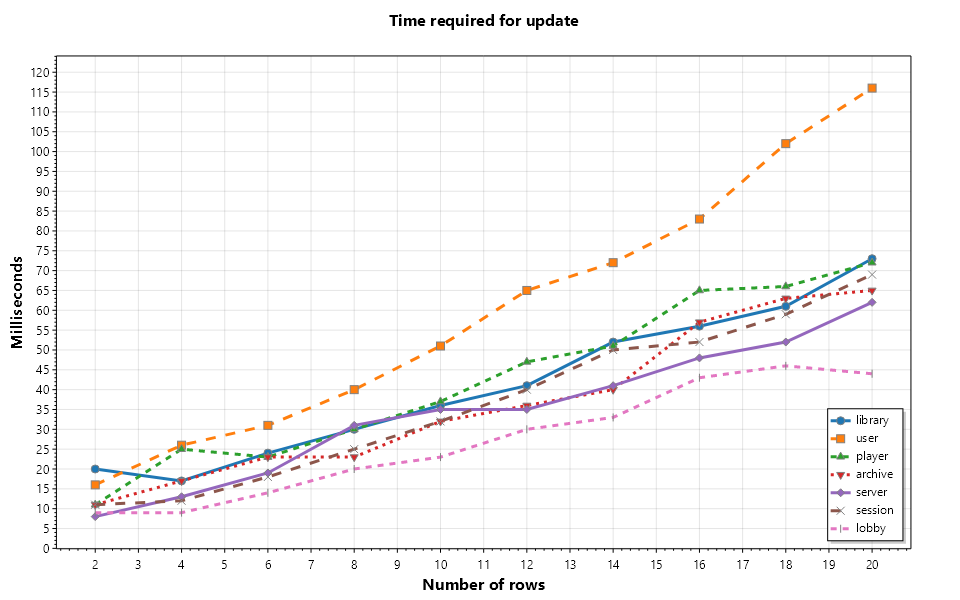 Time required for update
Milliseconds
120
115
110
105
100
95
90
85
80
75
70
65
60
55
50
45
40
35
30
25
20
15
10
5
0
2 3 4 5 6 7 8 9 10 11 12 13 14 15 16 17 18 19 20
Number of rows
library
user
player
archive
server
session
lobby